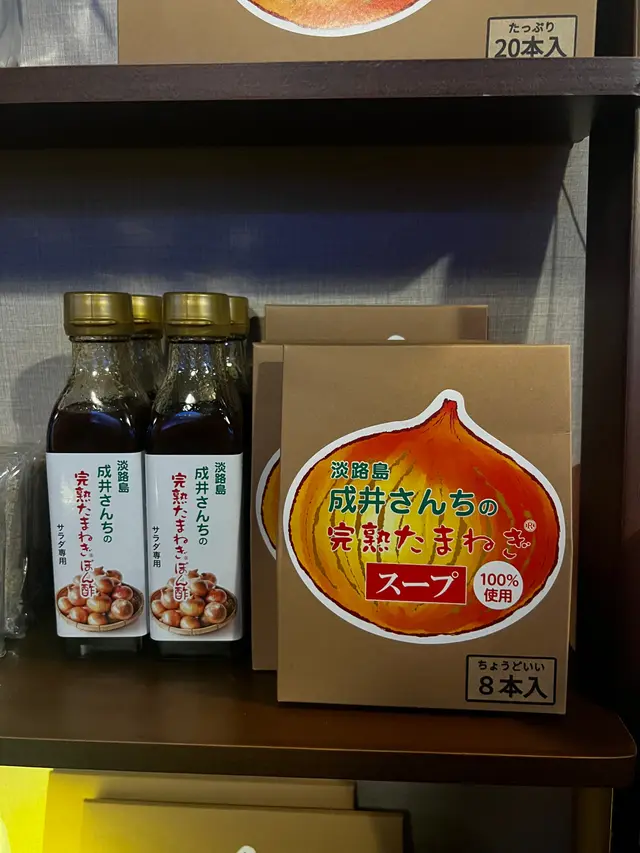 たっぷり
20本入
淡路島
成井さんちの
完熟たまねぎ®ぽん酢
サラダ専用
淡路島
成井さんちの
完熟たまねぎ®ぽん酢
サラダ専用
淡路島
成井さんちの
完熟たまねぎ®
スープ
100%
使用
ちょうどいい
8本入